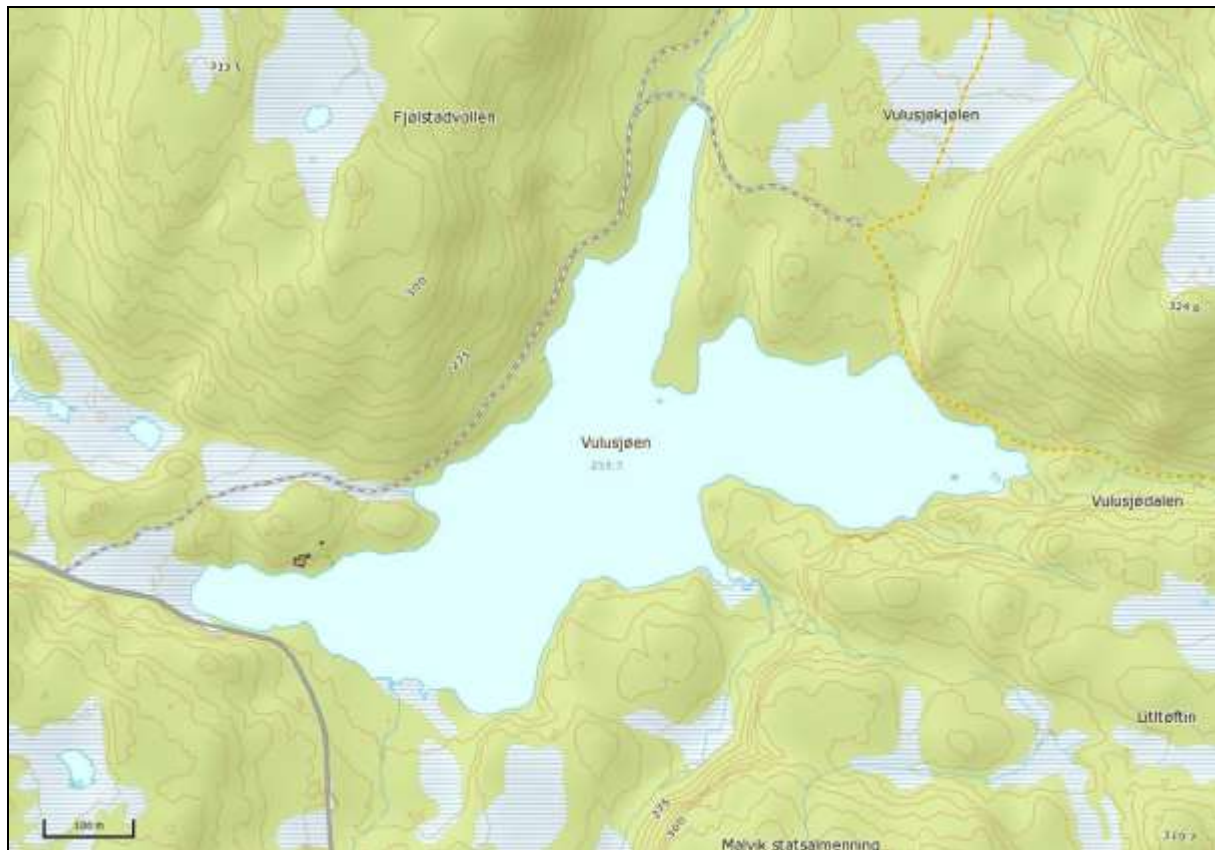 Fjølstadvollen
Vulusjøkjølen
300
275
Vulusjøen
Vulusjødalen
Litltøftin
275
300
Malvik statsalmenning